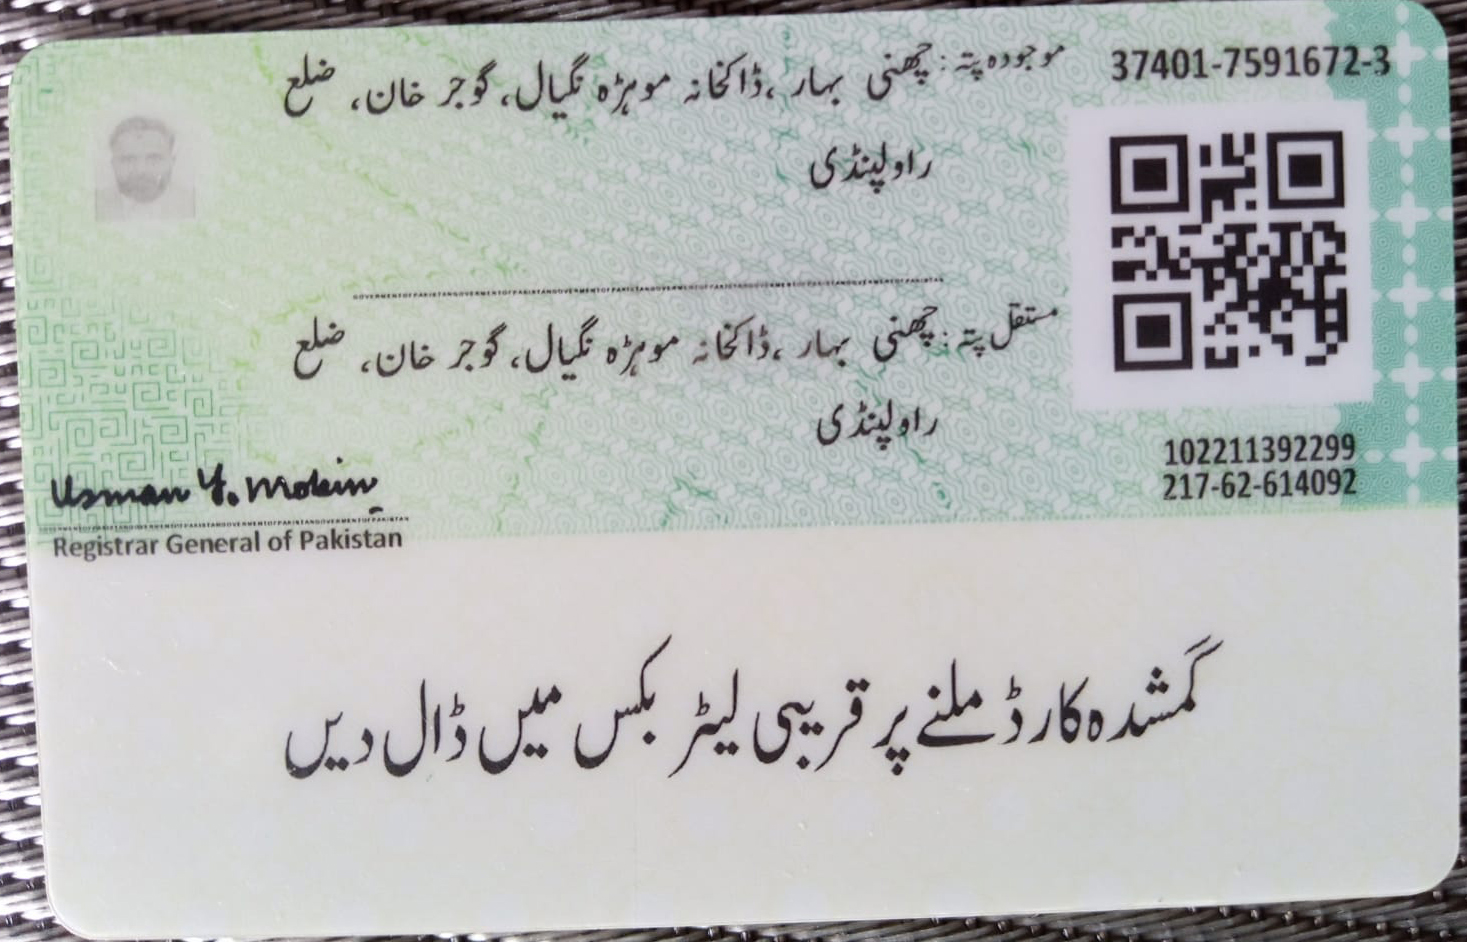 37401-7591672-3
موجودہ پتہ: چھنی بہار، ڈاکخانہ موہڑہ نگیال، گوجر خان، ضلع
راولپنڈی
GOVERNMENTOFPAKISTANGOVERNMENTOFPAKISTANGOVERNMENTOFPAKISTANGOVERNMENTOFPAKISTAN
مستقل پتہ: چھنی بہار، ڈاکخانہ موہڑہ نگیال، گوجر خان، ضلع
راولپنڈی
102211392299
217-62-614092
Usman Y. Mobin
Registrar General of Pakistan
گمشدہ کارڈ ملنے پر قریبی لیٹر بکس میں ڈال دیں